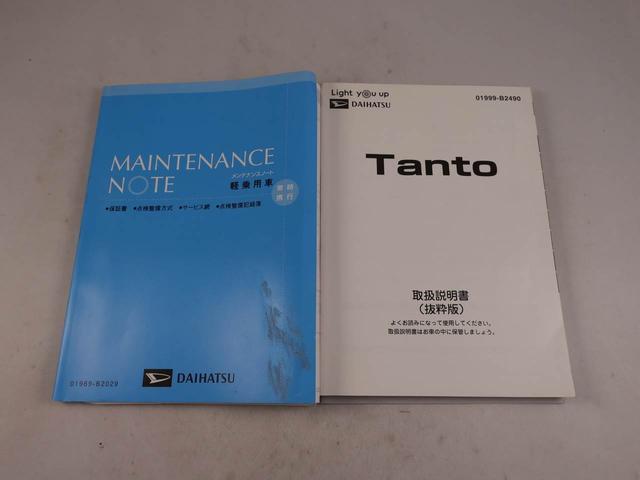 MAINTENANCE
NOTE
メンテナンスノート
軽乗用車
常時
携行
●保証書 ●点検整備方式 ●サービス網 ●点検整備記録簿
01969-B2029
DAIHATSU
Light you up
DAIHATSU
01999-B2490
Tanto
取扱説明書
（抜粋版）
よくお読みになって使用してください。
取扱説明書はお車の中に保管しましょう。